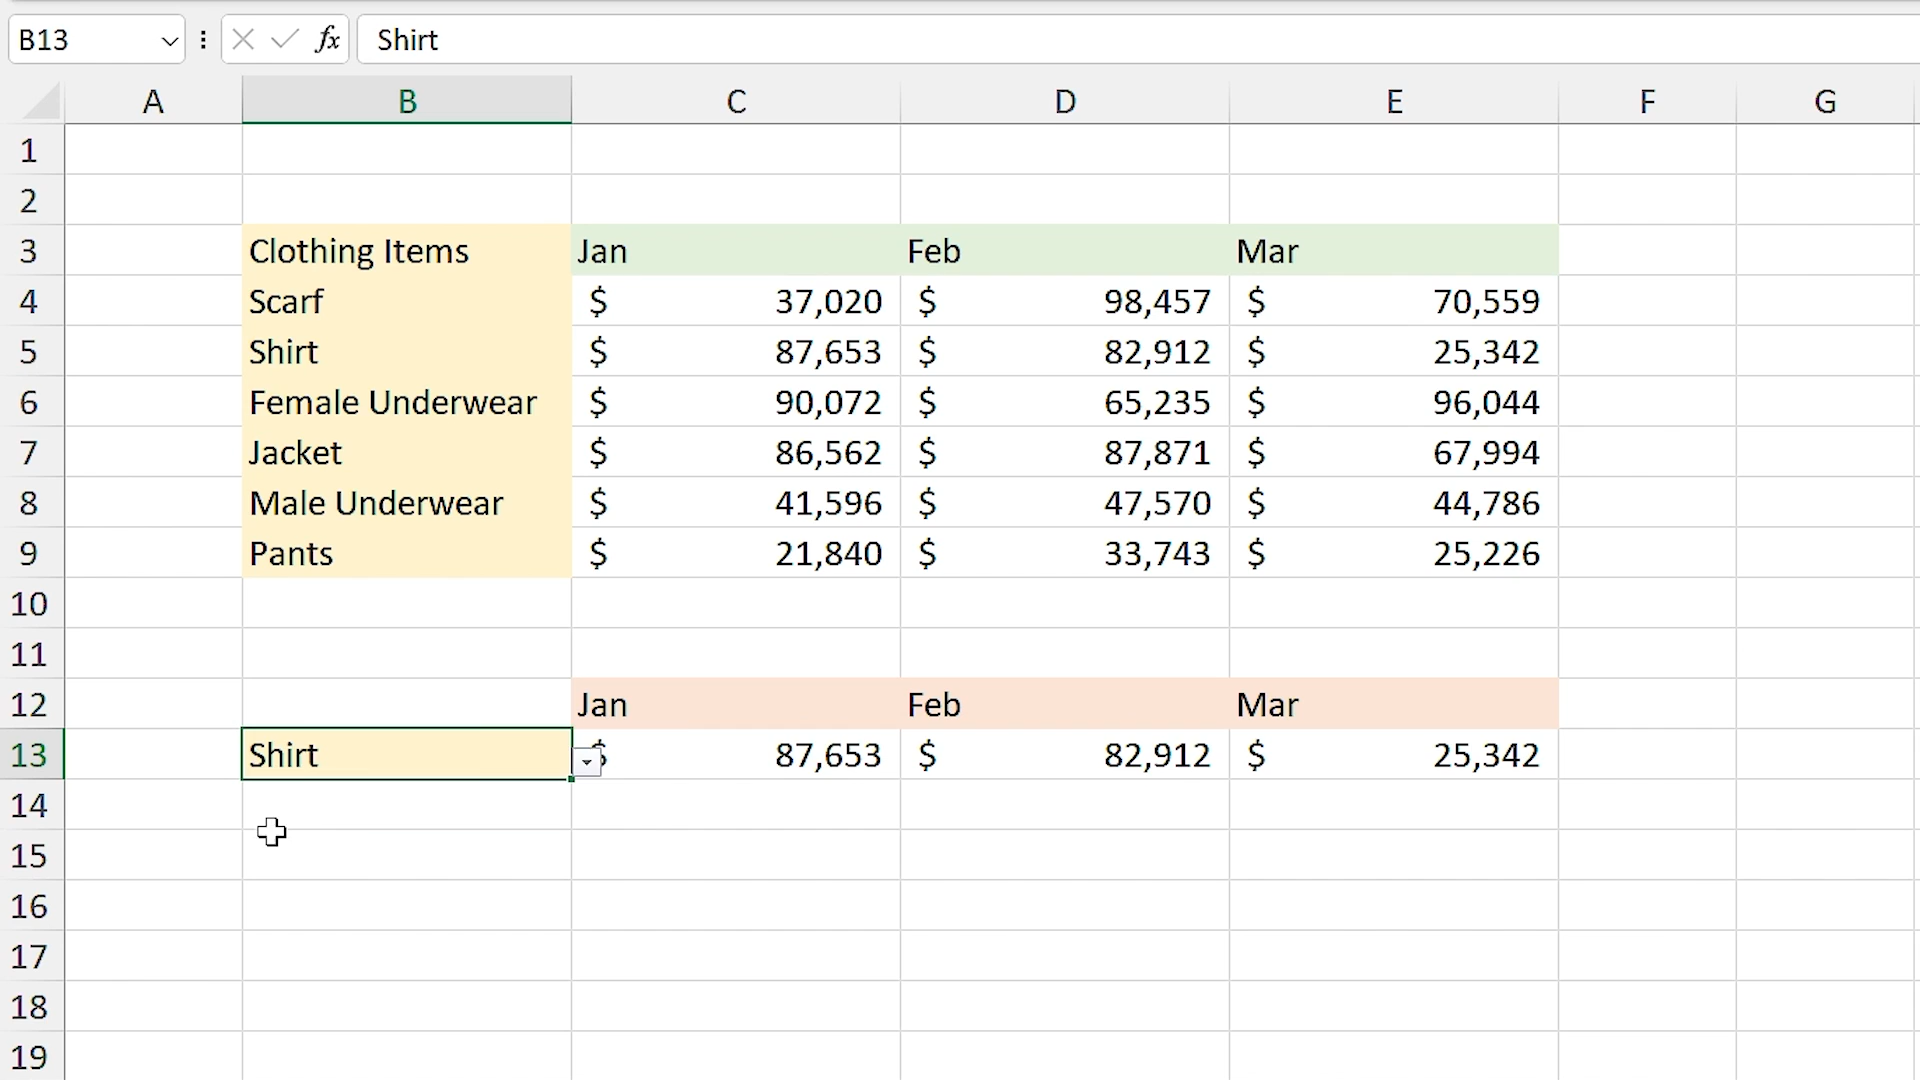 B13 fx Shirt
A B C D E F G
1
2
3 Clothing Items Jan Feb Mar
4 Scarf $ 37,020 $ 98,457 $ 70,559
5 Shirt $ 87,653 $ 82,912 $ 25,342
6 Female Underwear $ 90,072 $ 65,235 $ 96,044
7 Jacket $ 86,562 $ 87,871 $ 67,994
8 Male Underwear $ 41,596 $ 47,570 $ 44,786
9 Pants $ 21,840 $ 33,743 $ 25,226
10
11
12 Jan Feb Mar
13 Shirt $ 87,653 $ 82,912 $ 25,342
14
15
16
17
18
19